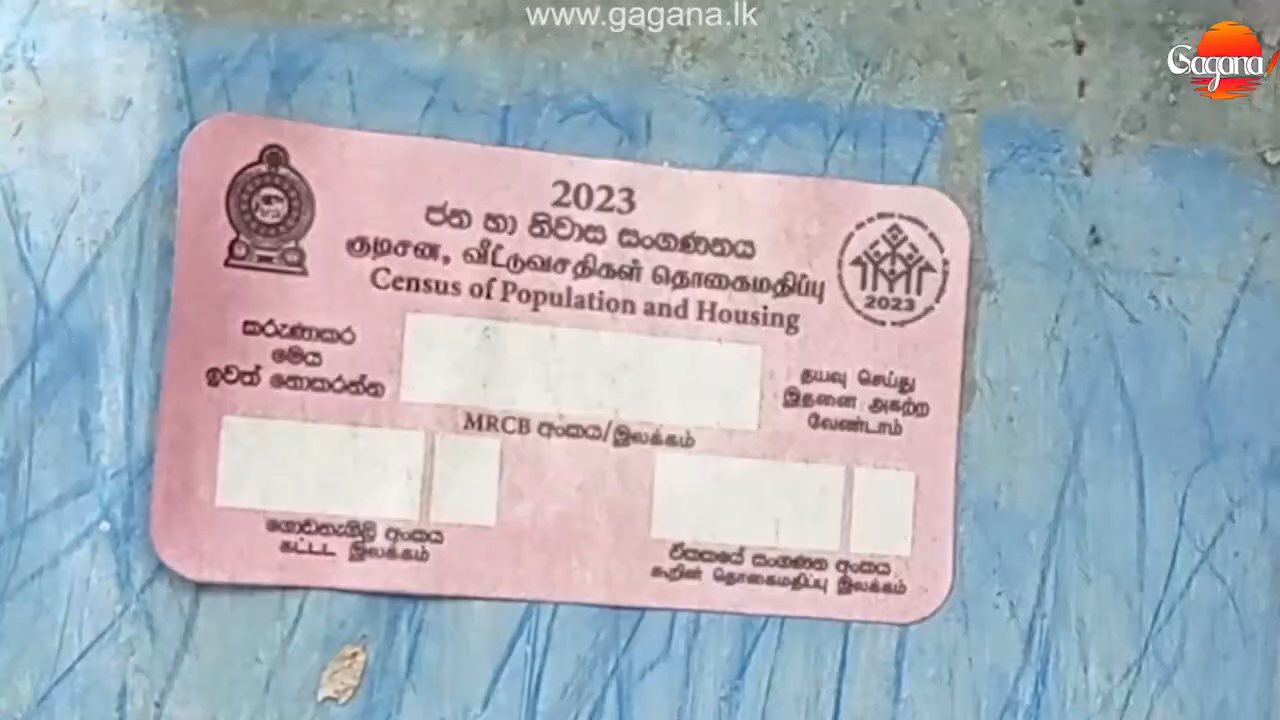 www.gagana.lk
Gagana
2023
ජන හා නිවාස සංගණනය
குடிசன, வீட்டுவசதிகள் தொகைமதிப்பு
Census of Population and Housing
2023
කරුණාකර
මෙය
ඉවත් නොකරන්න
தயவு செய்து
இதனை அகற்ற
வேண்டாம்
MRCB අංකය/இலக்கம்
ගොඩනැගිලි අංකය
கட்டட இலக்கம்
ඒකකයේ සංගණන අංකය
கூறின் தொகைமதிப்பு இலக்கம்